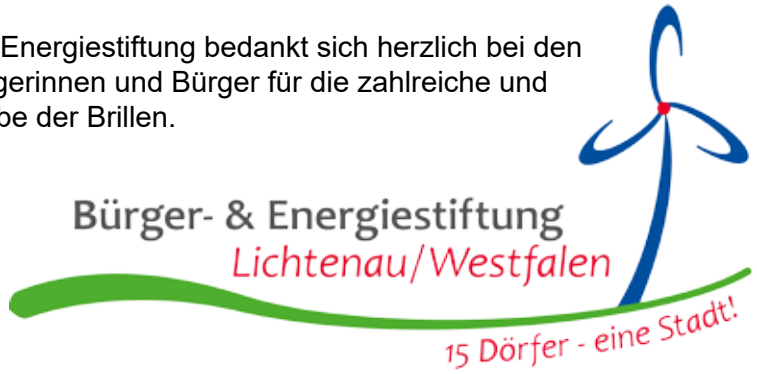 Energiestiftung bedankt sich herzlich bei den
gerinnen und Bürger für die zahlreiche und
be der Brillen.
Bürger- & Energiestiftung
Lichtenau/Westfalen
15 Dörfer - eine Stadt!